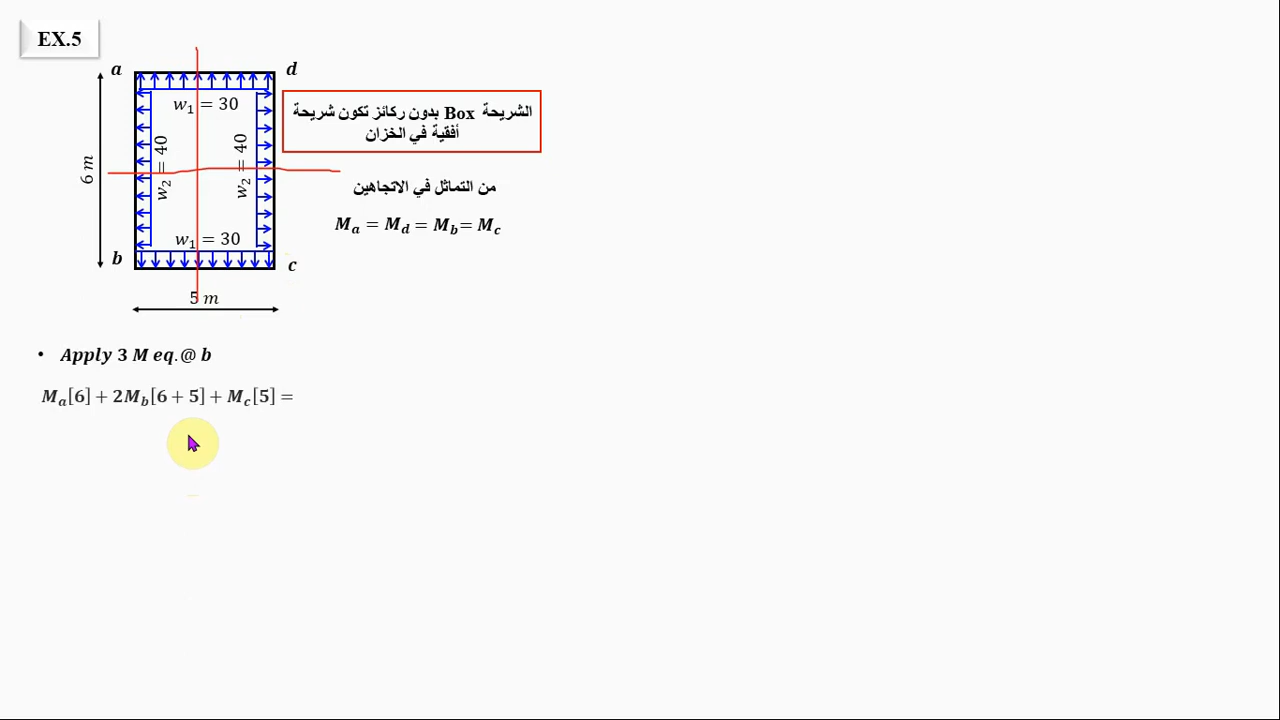 EX.5
a
d
w₁ = 30
w₂ = 40
w₂ = 40
6 m
w₁ = 30
b
c
5 m
الشريحة Box بدون ركائز تكون شريحة
أفقية في الخزان
من التماثل في الاتجاهين
Mₐ = M_d = M_b = M_c
• Apply 3 M eq.@ b
Mₐ[6] + 2M_b[6 + 5] + M_c[5] =